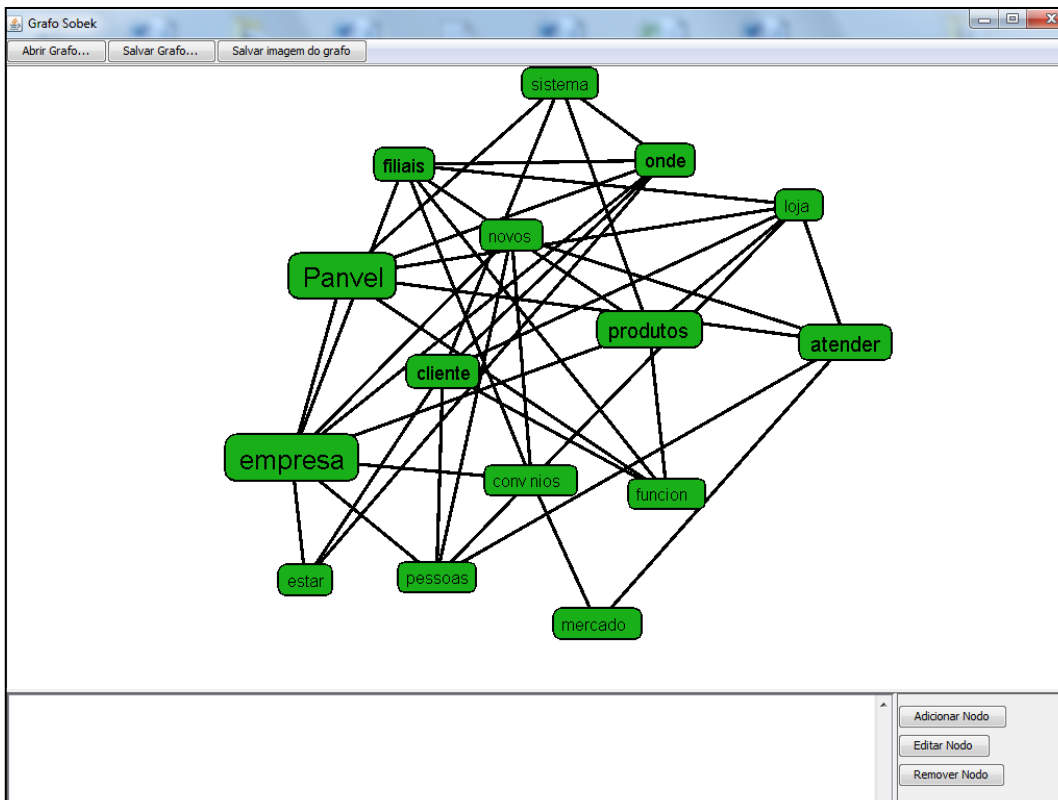 Grafo Sobek
Abrir Grafo... Salvar Grafo... Salvar imagem do grafo
sistema
filiais
onde
loja
novos
Panvel
produtos
atender
cliente
empresa
conv nios
funcion
estar
pessoas
mercado
Adicionar Nodo
Editar Nodo
Remover Nodo